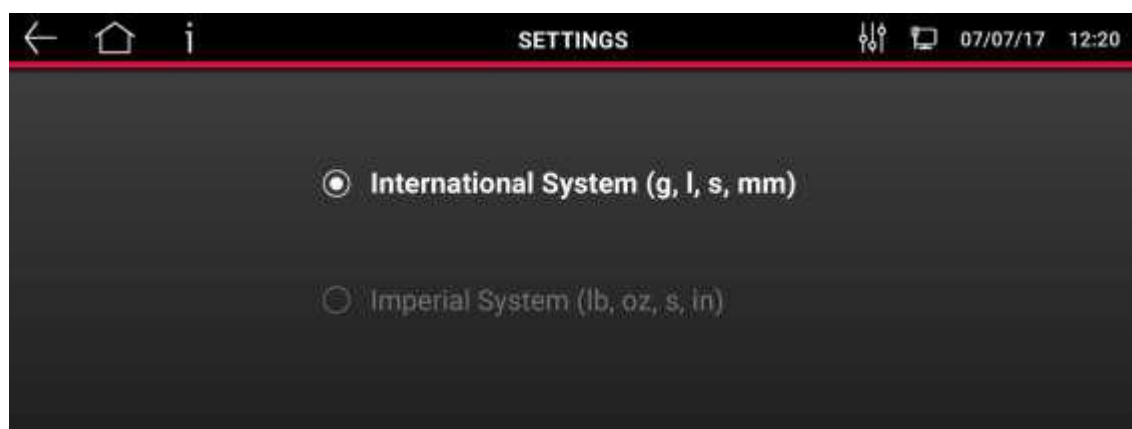 i SETTINGS 07/07/17 12:20
International System (g, l, s, mm)
Imperial System (lb, oz, s, in)